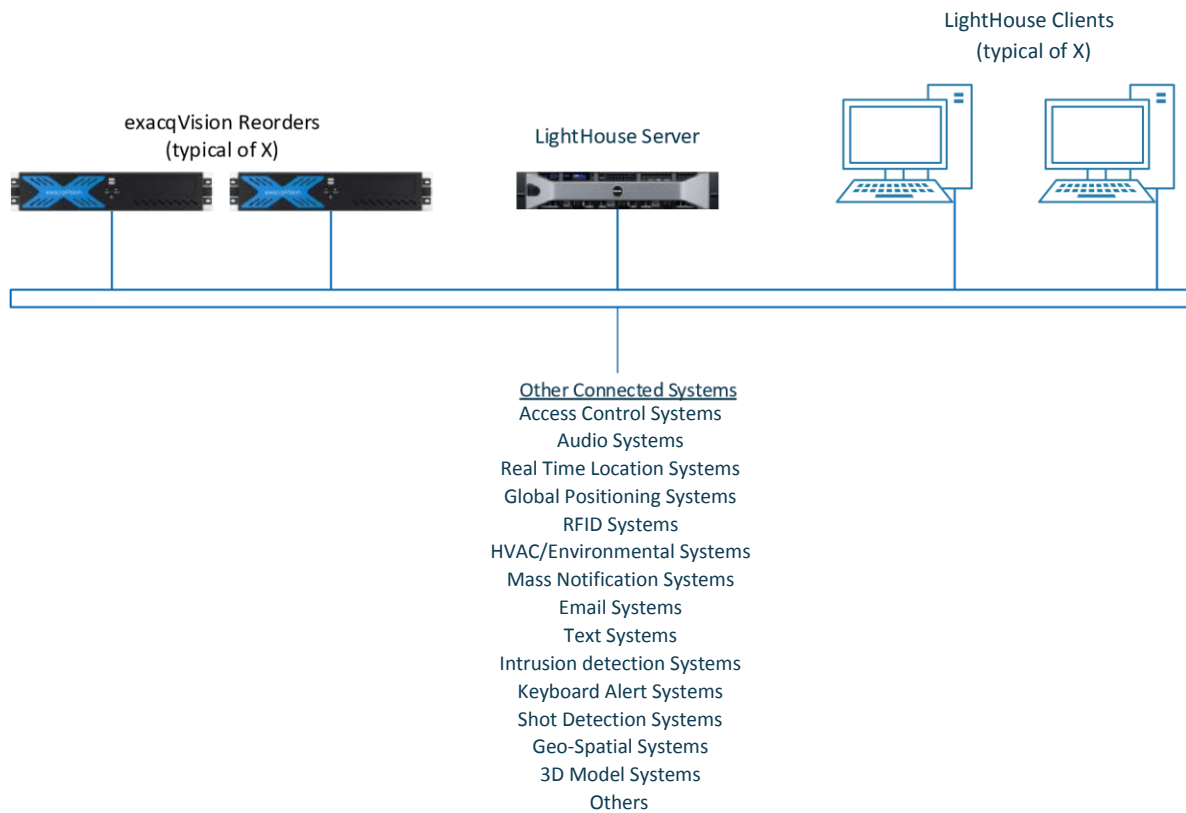 LightHouse Clients
(typical of X)
exacqVision Reorders
(typical of X)
LightHouse Server
exacqVision
exacqVision
Other Connected Systems
Access Control Systems
Audio Systems
Real Time Location Systems
Global Positioning Systems
RFID Systems
HVAC/Environmental Systems
Mass Notification Systems
Email Systems
Text Systems
Intrusion detection Systems
Keyboard Alert Systems
Shot Detection Systems
Geo-Spatial Systems
3D Model Systems
Others